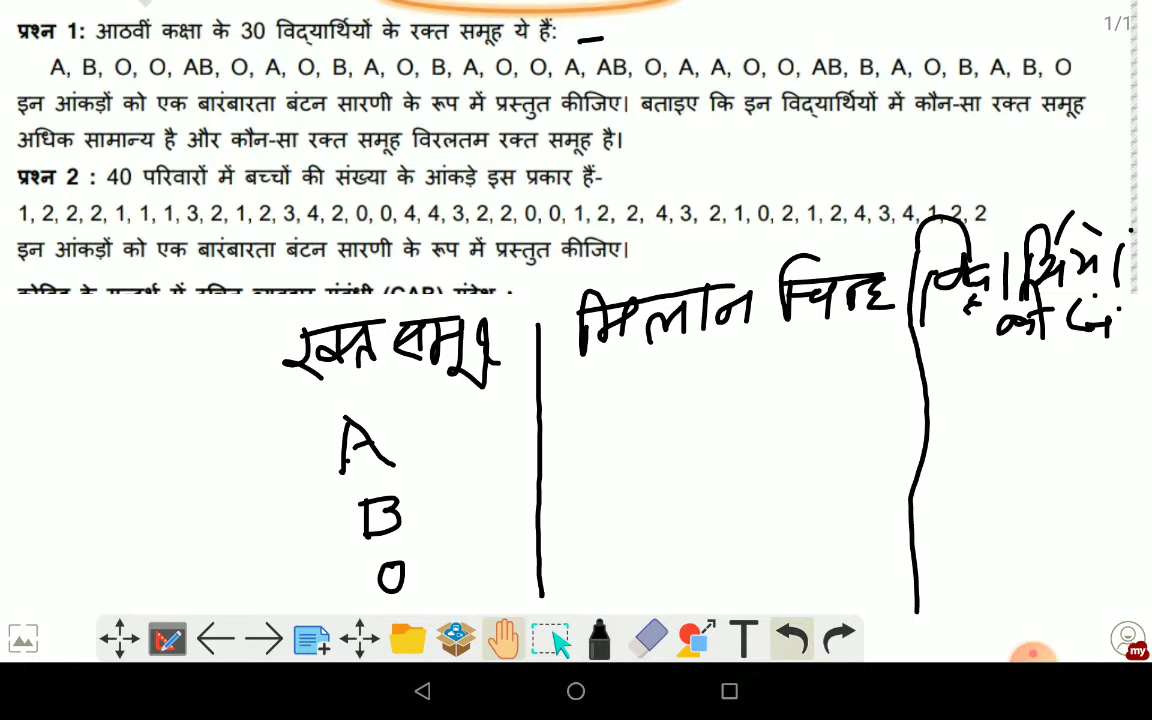 1/1
प्रश्न 1: आठवीं कक्षा के 30 विद्यार्थियों के रक्त समूह ये हैं:
A, B, O, O, AB, O, A, O, B, A, O, B, A, O, O, A, AB, O, A, A, O, O, AB, B, A, O, B, A, B, O
इन आंकड़ों को एक बारंबारता बंटन सारणी के रूप में प्रस्तुत कीजिए। बताइए कि इन विद्यार्थियों में कौन-सा रक्त समूह
अधिक सामान्य है और कौन-सा रक्त समूह विरलतम रक्त समूह है।
प्रश्न 2 : 40 परिवारों में बच्चों की संख्या के आंकड़े इस प्रकार हैं-
1, 2, 2, 2, 1, 1, 1, 3, 2, 1, 2, 3, 4, 2, 0, 0, 4, 4, 3, 2, 2, 0, 0, 1, 2, 2, 4, 3, 2, 1, 0, 2, 1, 2, 4, 3, 4, 1, 2, 2
इन आंकड़ों को एक बारंबारता बंटन सारणी के रूप में प्रस्तुत कीजिए।
रक्त समूह मिलान चिन्ह
A
B
O
T
my